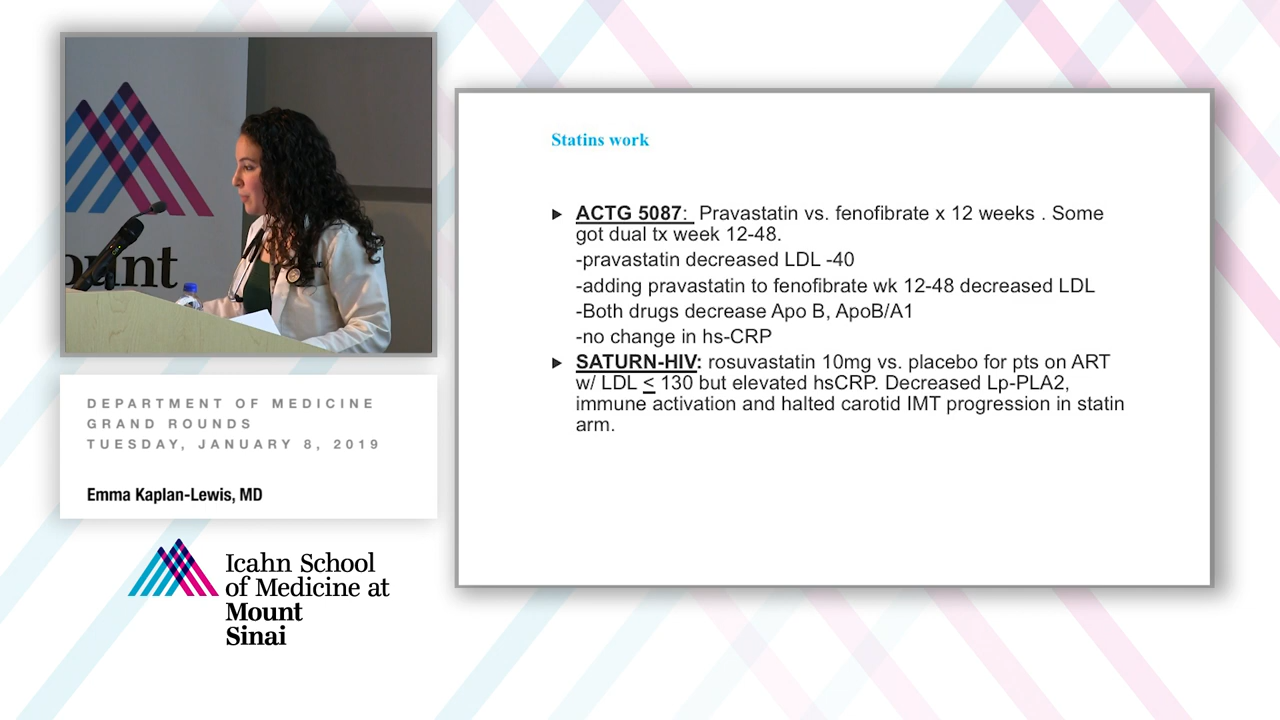 ount
DEPARTMENT OF MEDICINE
GRAND ROUNDS
TUESDAY, JANUARY 8, 2019
Emma Kaplan-Lewis, MD
Icahn School
of Medicine at
Mount
Sinai
Statins work
ACTG 5087: Pravastatin vs. fenofibrate x 12 weeks . Some
got dual tx week 12-48.
-pravastatin decreased LDL -40
-adding pravastatin to fenofibrate wk 12-48 decreased LDL
-Both drugs decrease Apo B, ApoB/A1
-no change in hs-CRP
SATURN-HIV: rosuvastatin 10mg vs. placebo for pts on ART
w/ LDL < 130 but elevated hsCRP. Decreased Lp-PLA2,
immune activation and halted carotid IMT progression in statin
arm.